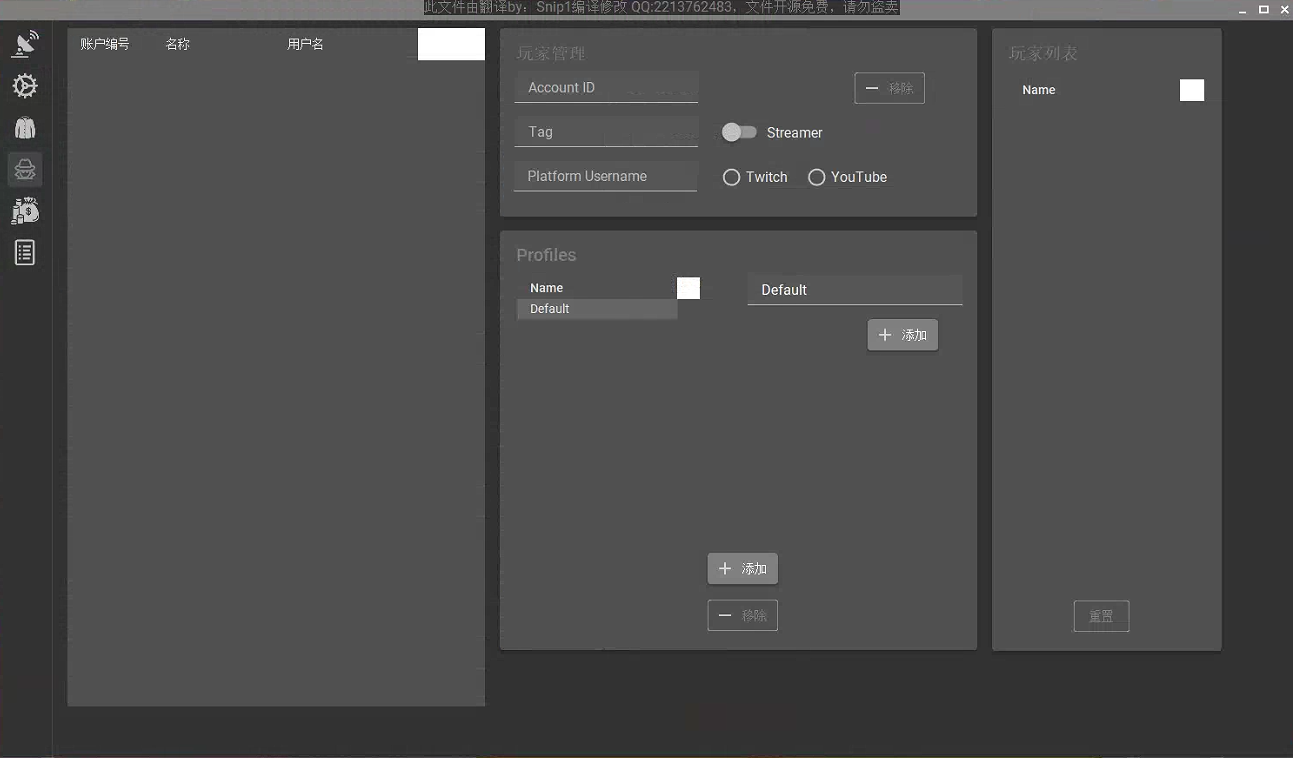 此文件由翻译by：Snip1编译修改 QQ:2213762483，文件开源免费，请勿盗卖
账户编号 名称 用户名
玩家管理
Account ID
移除
Tag
Streamer
Platform Username
Twitch
YouTube
Profiles
Name
Default
Default
添加
添加
移除
玩家列表
Name
重置